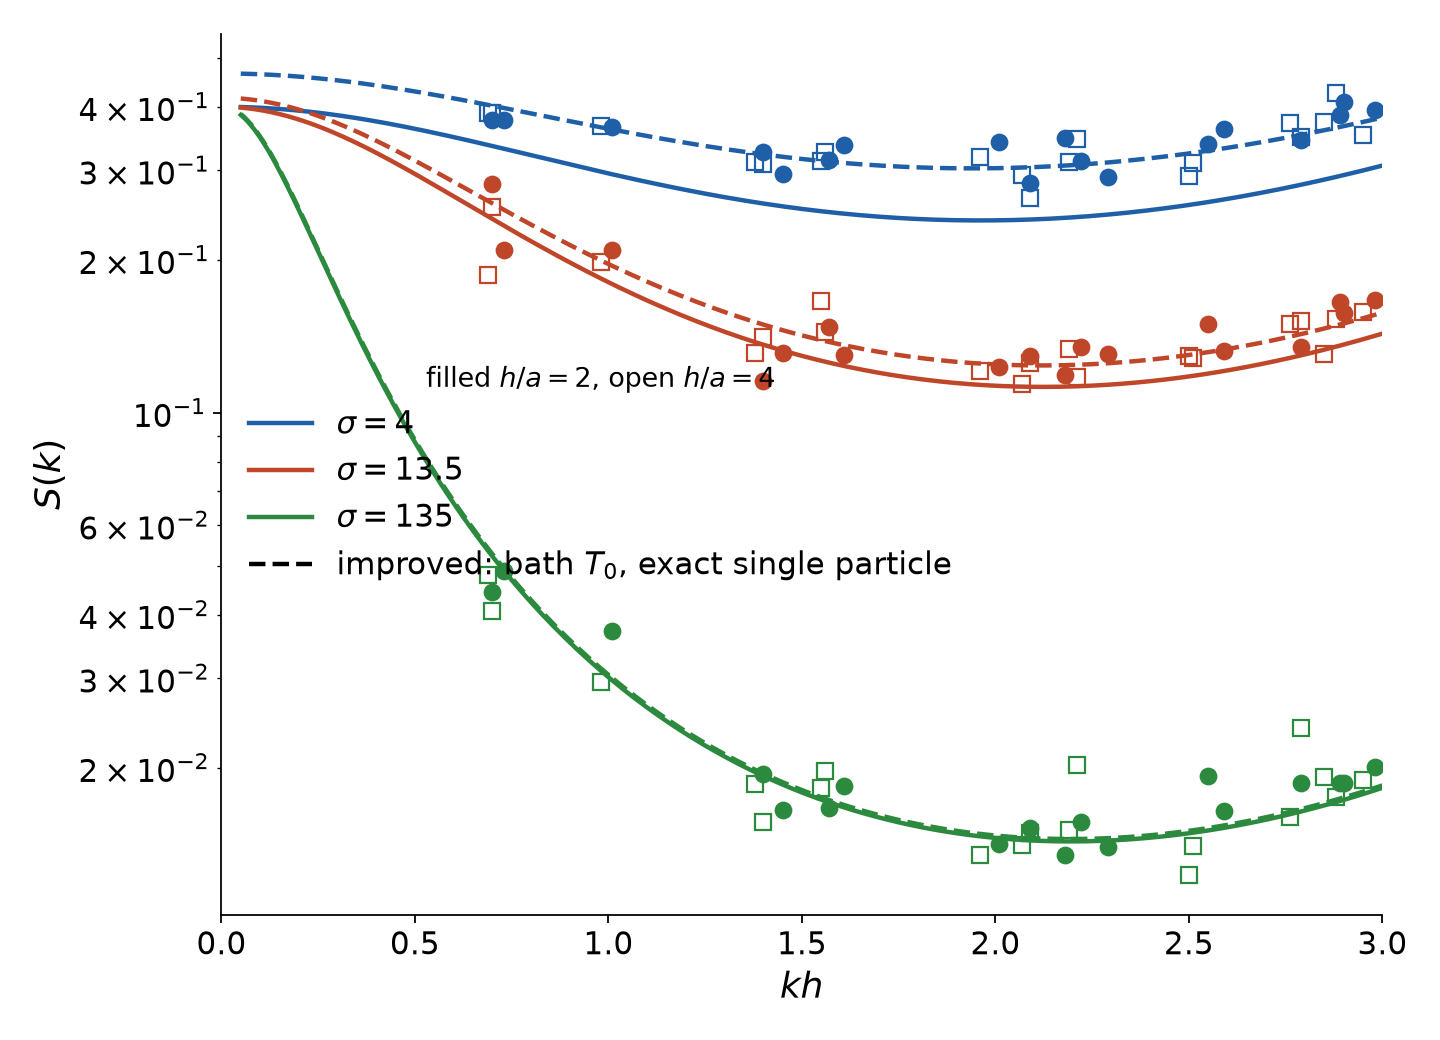 4 × 10⁻¹
3 × 10⁻¹
2 × 10⁻¹
10⁻¹
6 × 10⁻²
4 × 10⁻²
3 × 10⁻²
2 × 10⁻²
S(k)
filled h/a = 2, open h/a = 4
σ = 4
σ = 13.5
σ = 135
improved: bath T₀, exact single particle
0.0 0.5 1.0 1.5 2.0 2.5 3.0
kh